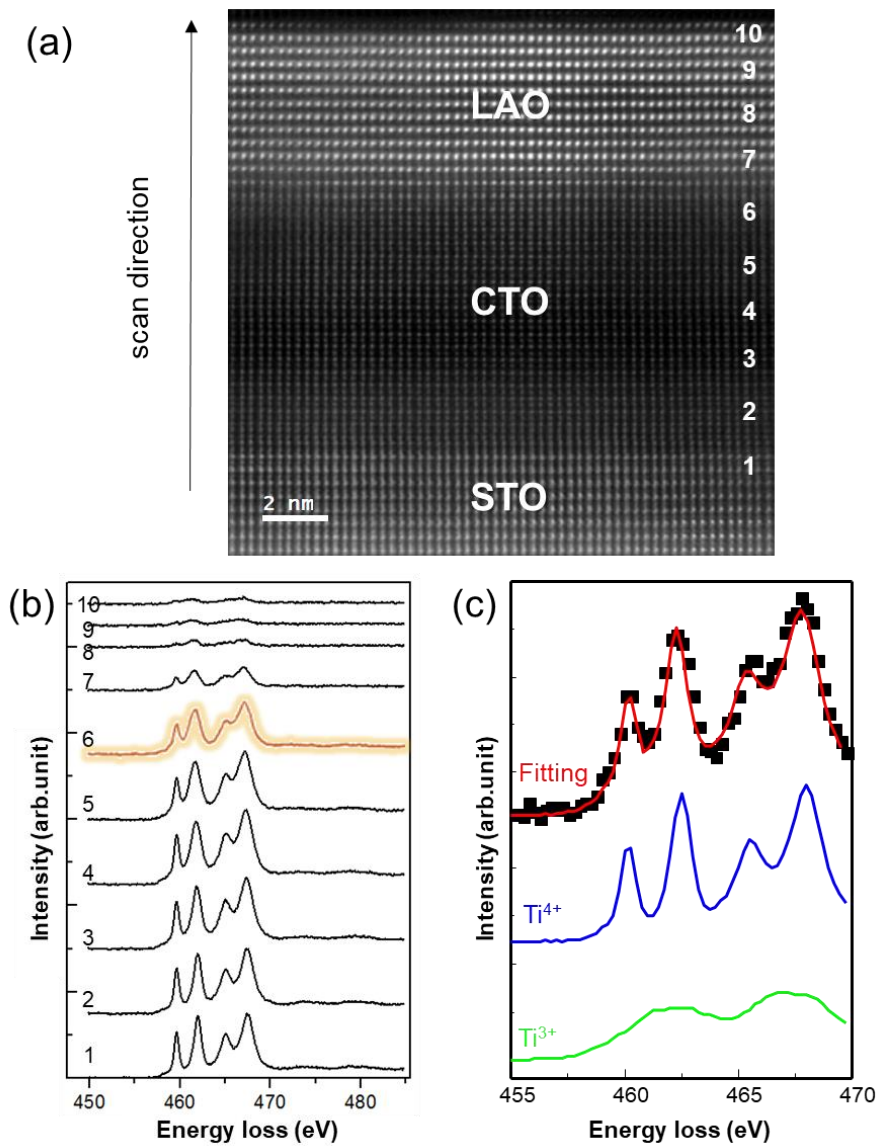 (a)
scan direction
10
9
LAO
8
7
6
5
CTO
4
3
2
1
STO
2 nm
(b)
Intensity (arb.unit)
10
9
8
7
6
5
4
3
2
1
450 460 470 480
Energy loss (eV)
(c)
Intensity (arb.unit)
Fitting
Ti⁴⁺
Ti³⁺
455 460 465 470
Energy loss (eV)